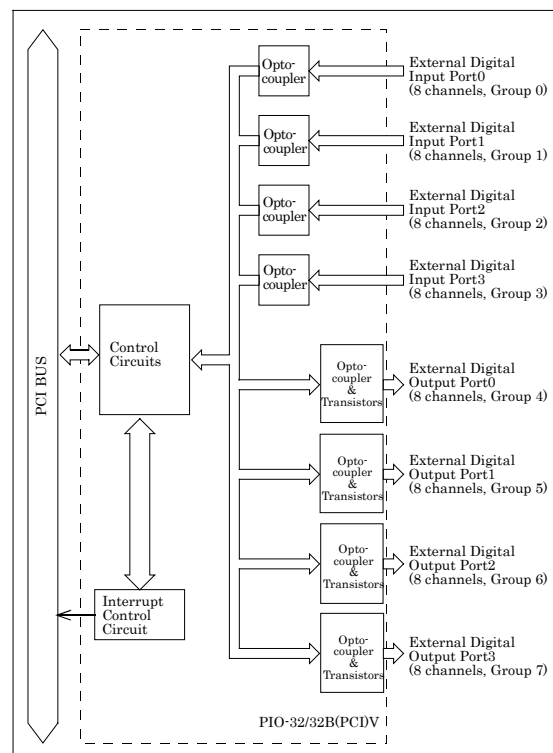 Opto-
coupler
External Digital
Input Port0
(8 channels, Group 0)
Opto-
coupler
External Digital
Input Port1
(8 channels, Group 1)
Opto-
coupler
External Digital
Input Port2
(8 channels, Group 2)
Opto-
coupler
External Digital
Input Port3
(8 channels, Group 3)
PCI BUS
Control
Circuits
Opto-
coupler
&
Transistors
External Digital
Output Port0
(8 channels, Group 4)
Opto-
coupler
&
Transistors
External Digital
Output Port1
(8 channels, Group 5)
Opto-
coupler
&
Transistors
External Digital
Output Port2
(8 channels, Group 6)
Interrupt
Control
Circuit
Opto-
coupler
&
Transistors
External Digital
Output Port3
(8 channels, Group 7)
PIO-32/32B(PCI)V